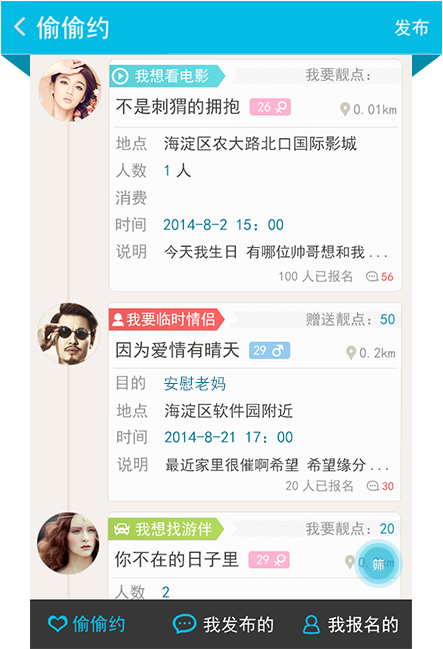 偷偷约
发布
我想看电影
我要靓点：
不是刺猬的拥抱 26
0.01km
地点 海淀区农大路北口国际影城
人数 1 人
消费
时间 2014-8-2 15：00
说明 今天我生日 有哪位帅哥想和我...
100 人已报名 56
我要临时情侣
赠送靓点：50
因为爱情有晴天 29
0.2km
目的 安慰老妈
地点 海淀区软件园附近
时间 2014-8-21 17：00
说明 最近家里很催啊希望 希望缘分...
20 人已报名 30
我想找游伴
我要靓点：20
你不在的日子里 29
筛
人数 2
偷偷约
我发布的
我报名的